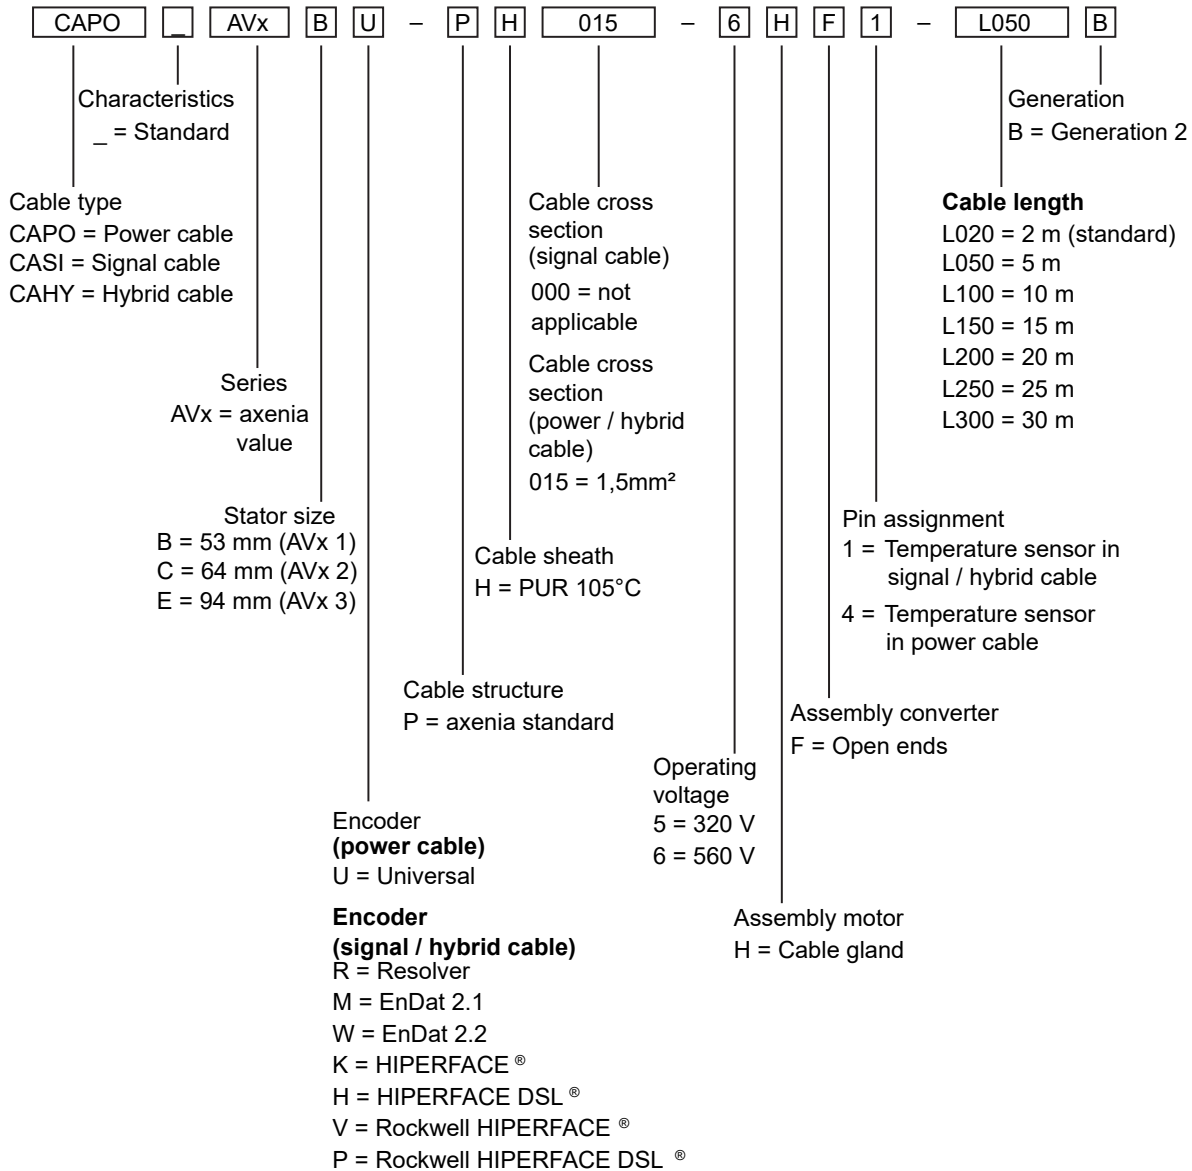 CAPO _ AVx B U – P H 015 – 6 H F 1 – L050 B
Characteristics
_ = Standard
Generation
B = Generation 2
Cable type
CAPO = Power cable
CASI = Signal cable
CAHY = Hybrid cable
Cable cross
section
(signal cable)
000 = not
applicable
Cable cross
section
(power / hybrid
cable)
015 = 1,5mm²
Cable length
L020 = 2 m (standard)
L050 = 5 m
L100 = 10 m
L150 = 15 m
L200 = 20 m
L250 = 25 m
L300 = 30 m
Series
AVx = axenia
value
Stator size
B = 53 mm (AVx 1)
C = 64 mm (AVx 2)
E = 94 mm (AVx 3)
Cable sheath
H = PUR 105°C
Pin assignment
1 = Temperature sensor in
signal / hybrid cable
4 = Temperature sensor
in power cable
Cable structure
P = axenia standard
Assembly converter
F = Open ends
Operating
voltage
5 = 320 V
6 = 560 V
Encoder
(power cable)
U = Universal
Encoder
(signal / hybrid cable)
R = Resolver
M = EnDat 2.1
W = EnDat 2.2
K = HIPERFACE ®
H = HIPERFACE DSL ®
V = Rockwell HIPERFACE ®
P = Rockwell HIPERFACE DSL ®
Assembly motor
H = Cable gland